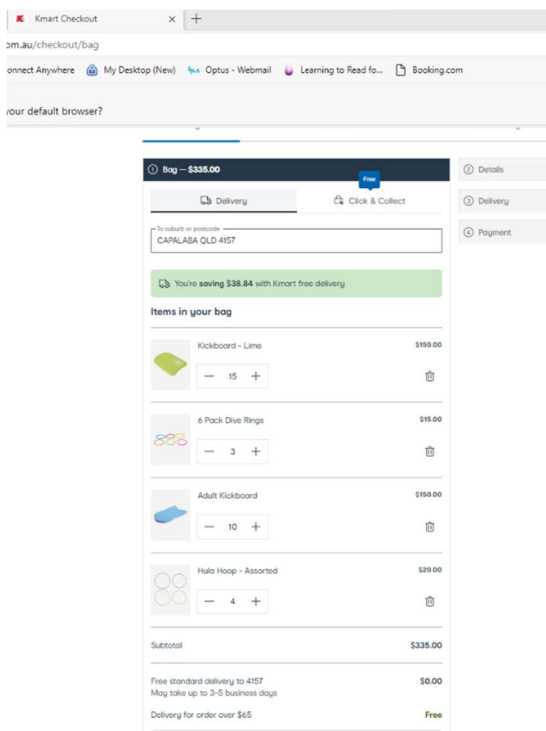 Kmart Checkout
om.au/checkout/bag
onnect Anywhere My Desktop (New) Optus - Webmail Learning to Read fo... Booking.com
your default browser?
Bag — $335.00
2 Details
Free
Delivery Click & Collect
3 Delivery
To suburb or postcode
CAPALABA QLD 4157
4 Payment
You're saving $38.84 with Kmart free delivery
Items in your bag
Kickboard - Lime $150.00
— 15 +
6 Pack Dive Rings $15.00
— 3 +
Adult Kickboard $150.00
— 10 +
Hula Hoop - Assorted $20.00
— 4 +
Subtotal $335.00
Free standard delivery to 4157 $0.00
May take up to 3-5 business days
Delivery for order over $65 Free